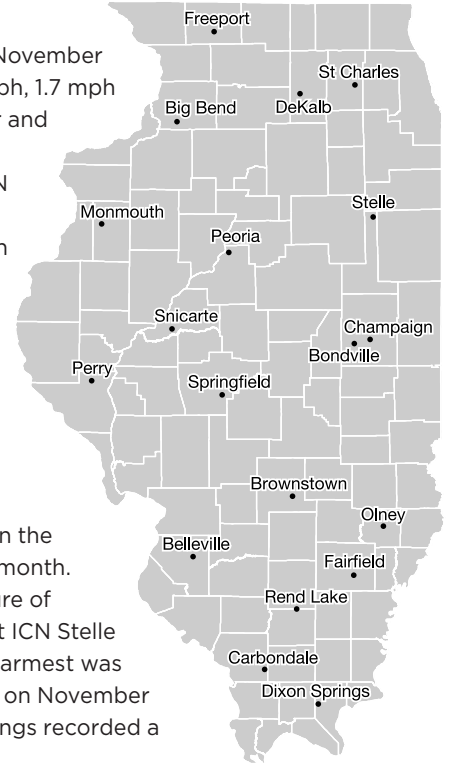 November
ph, 1.7 mph
r and
N
n
n the
month.
re of
t ICN Stelle
armest was
on November
ngs recorded a
Freeport
St Charles
DeKalb
Big Bend
Stelle
Monmouth
Peoria
Snicarte
Champaign
Bondville
Perry
Springfield
Brownstown
Olney
Belleville
Fairfield
Rend Lake
Carbondale
Dixon Springs